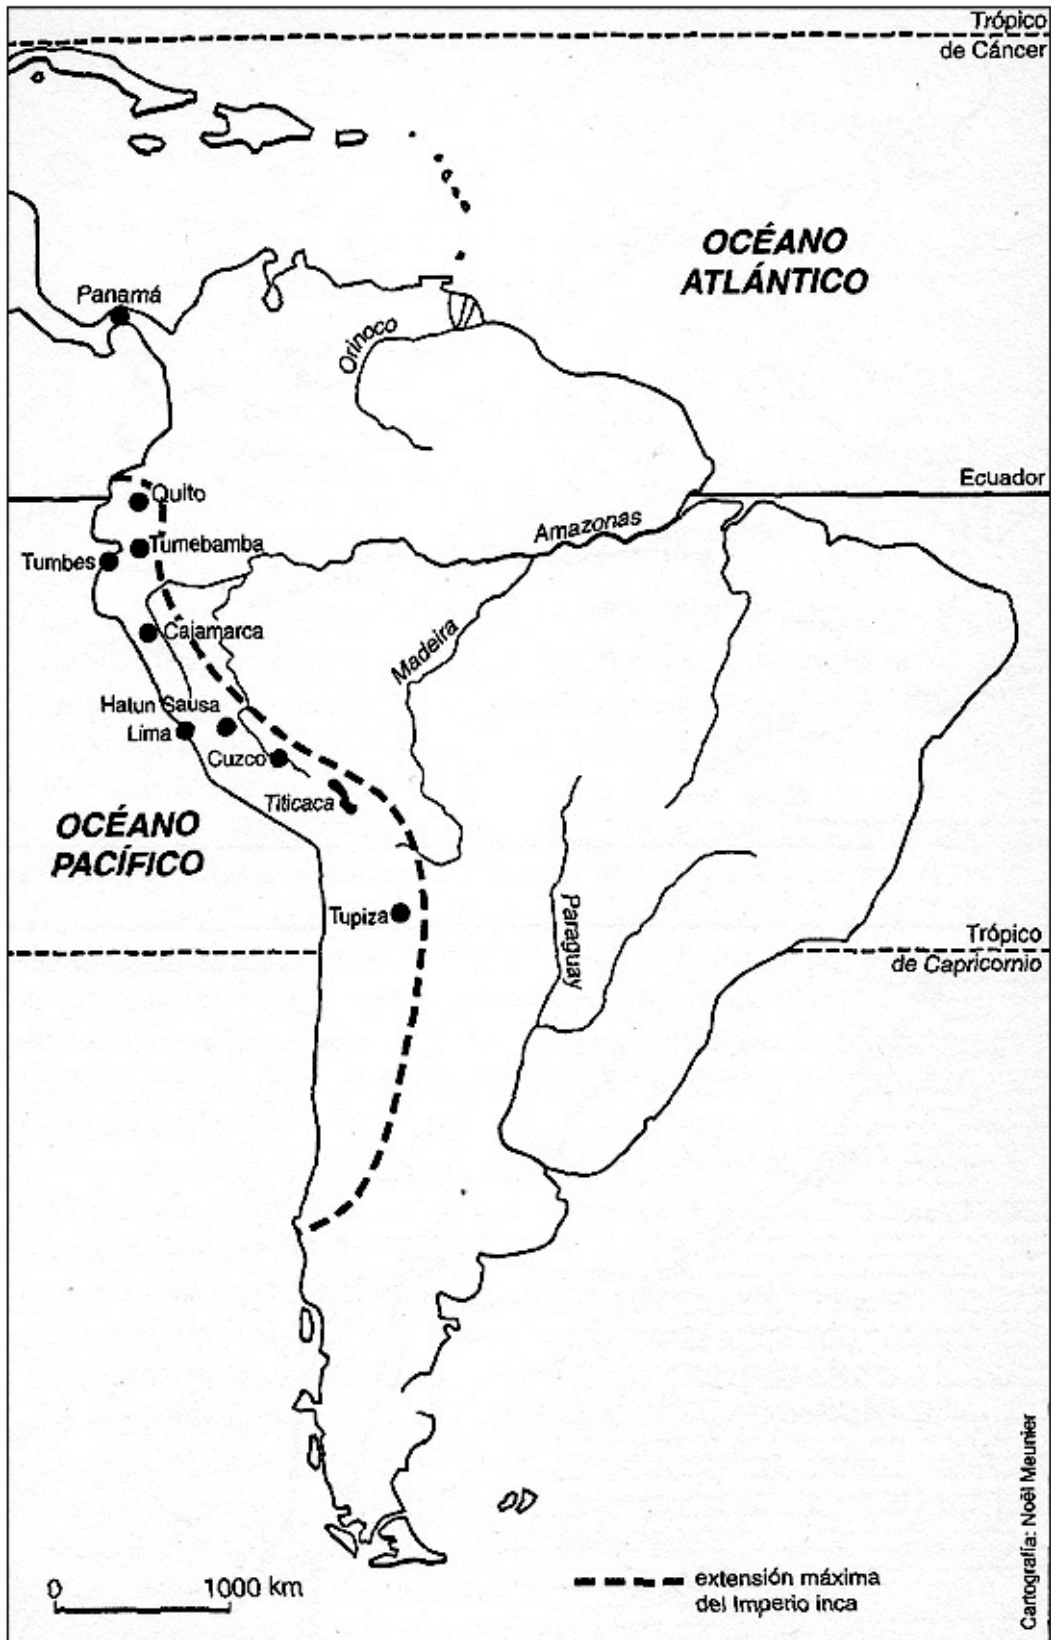 Trópico
de Cáncer
OCÉANO
ATLÁNTICO
Panamá
Orinoco
Ecuador
Quito
Amazonas
Tumebamba
Tumbes
Cajamarca
Madeira
Hatun Sausa
Lima
Cuzco
Titicaca
OCÉANO
PACÍFICO
Tupiza
Paraguay
Trópico
de Capricornio
Cartografía: Noël Meunier
0 1000 km
extensión máxima
del Imperio inca